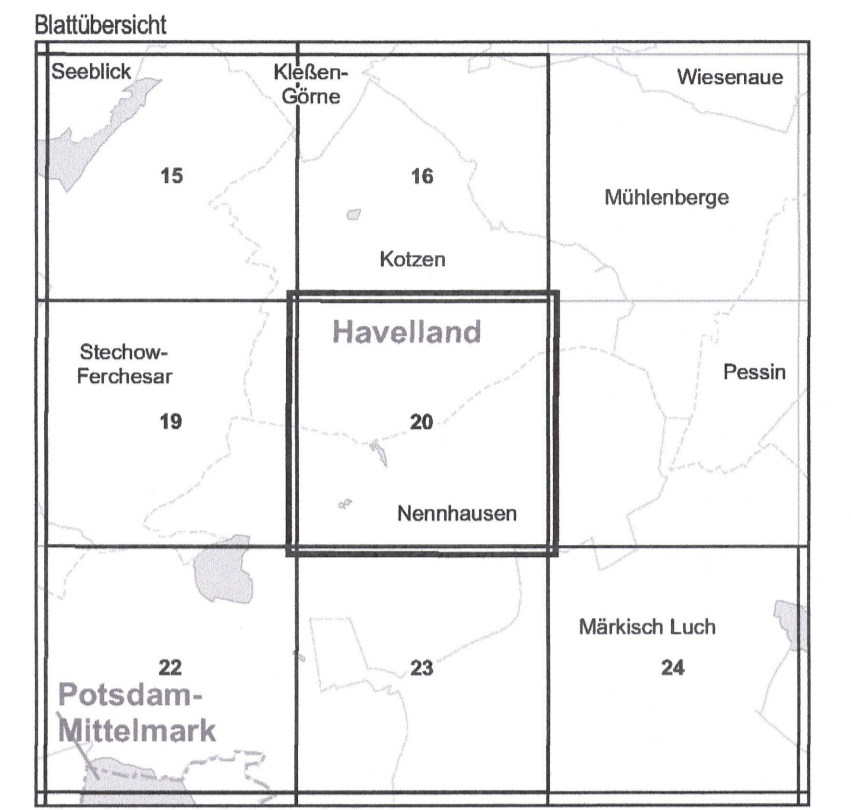 Blattübersicht
Seeblick
Kleßen-
Görne
Wiesenaue
15
16
Mühlenberge
Kotzen
Havelland
Stechow-
Ferchesar
Pessin
19
20
Nennhausen
Märkisch Luch
22
23
24
Potsdam-
Mittelmark